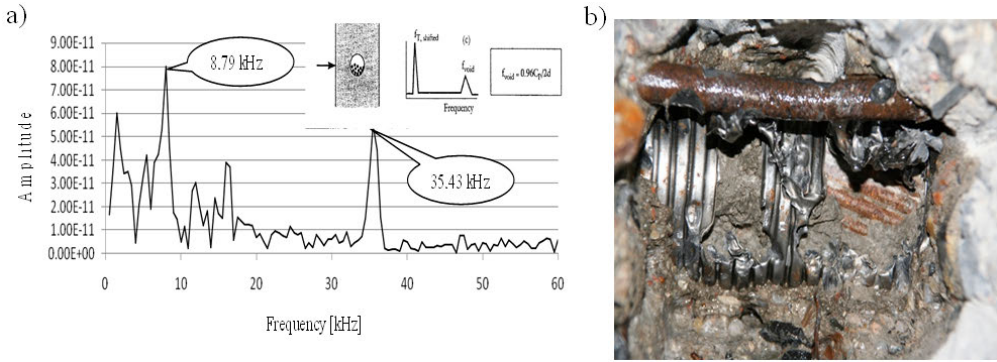 a)
b)
9.00E-11
8.00E-11
7.00E-11
6.00E-11
5.00E-11
4.00E-11
3.00E-11
2.00E-11
1.00E-11
0.00E+00
Amplitude
0 10 20 30 40 50 60
Frequency [kHz]
8.79 kHz
35.43 kHz
fT, shifted
(c)
fvoid
Frequency
fvoid = 0.96Cp/2d